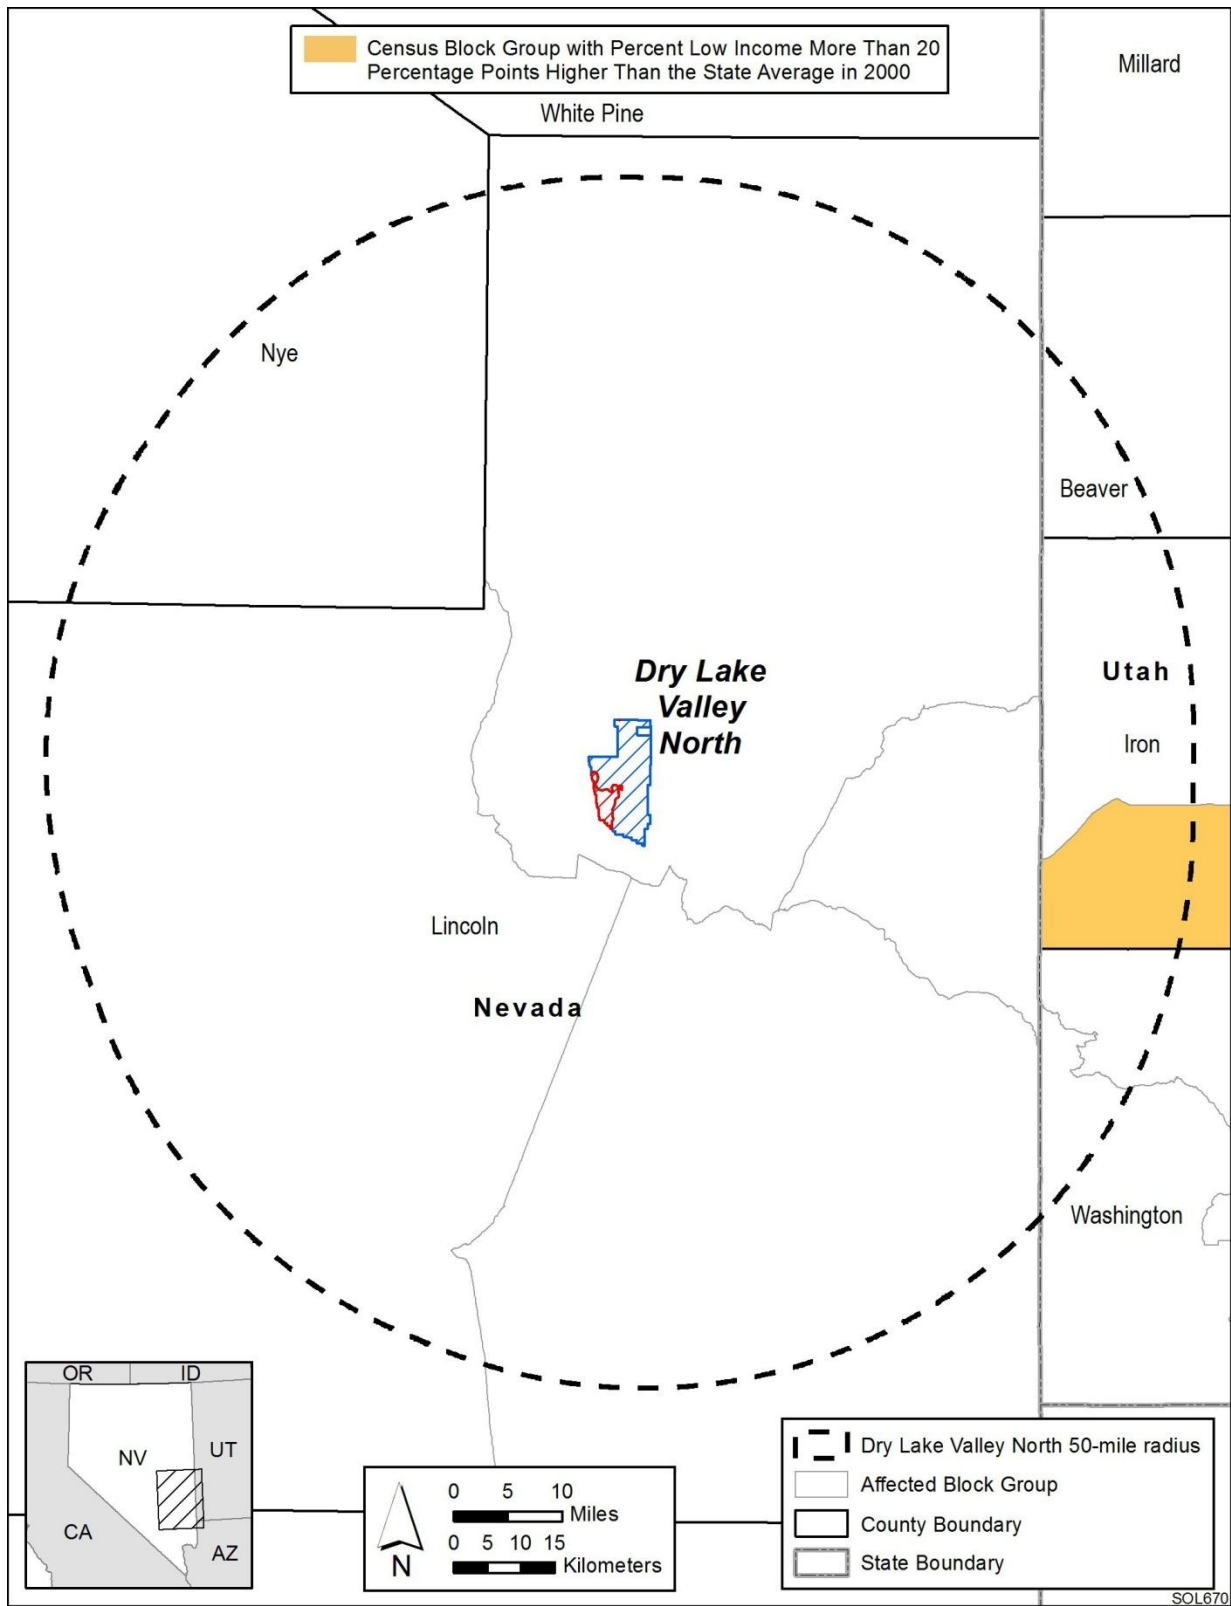 Census Block Group with Percent Low Income More Than 20
Percentage Points Higher Than the State Average in 2000
Millard
White Pine
Nye
Beaver
Dry Lake
Valley
North
Utah
Iron
Lincoln
Nevada
Washington
OR
ID
NV
UT
CA
AZ
N
0 5 10
Miles
0 5 10 15
Kilometers
Dry Lake Valley North 50-mile radius
Affected Block Group
County Boundary
State Boundary
SOL670